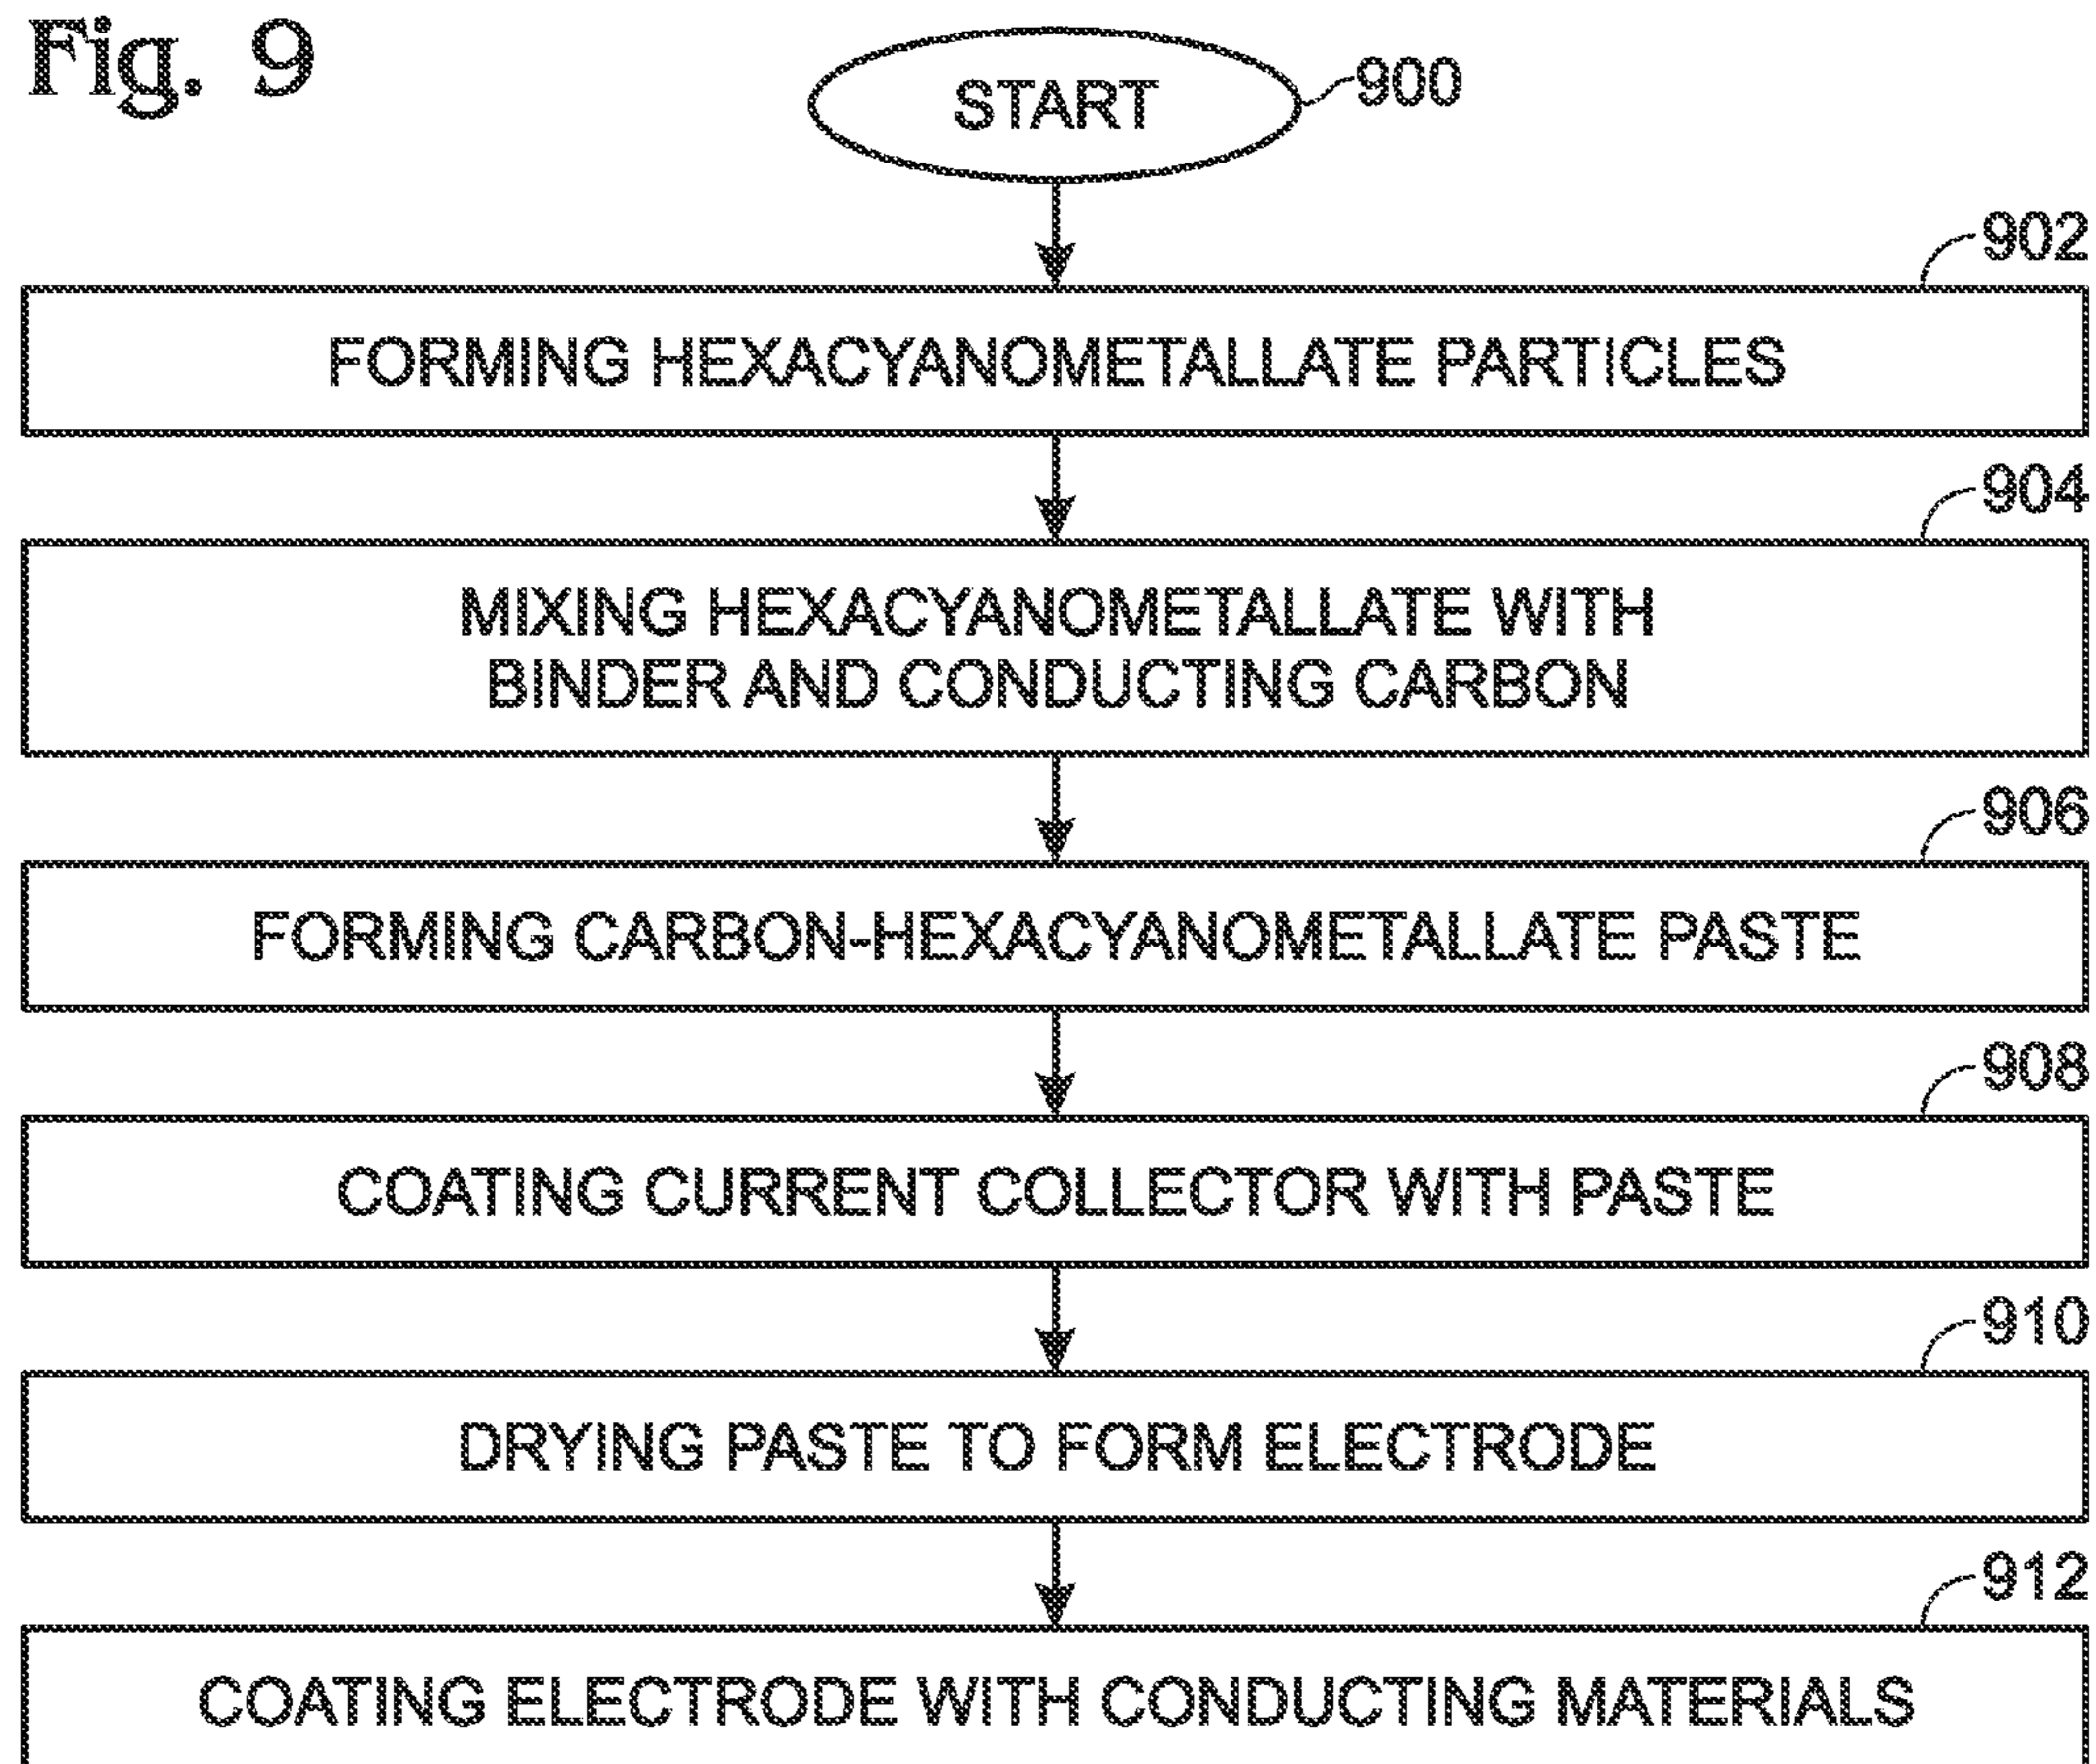 Fig. 9
START
900
902
FORMING HEXACYANOMETALLATE PARTICLES
904
MIXING HEXACYANOMETALLATE WITH
BINDER AND CONDUCTING CARBON
906
FORMING CARBON-HEXACYANOMETALLATE PASTE
908
COATING CURRENT COLLECTOR WITH PASTE
910
DRYING PASTE TO FORM ELECTRODE
912
COATING ELECTRODE WITH CONDUCTING MATERIALS